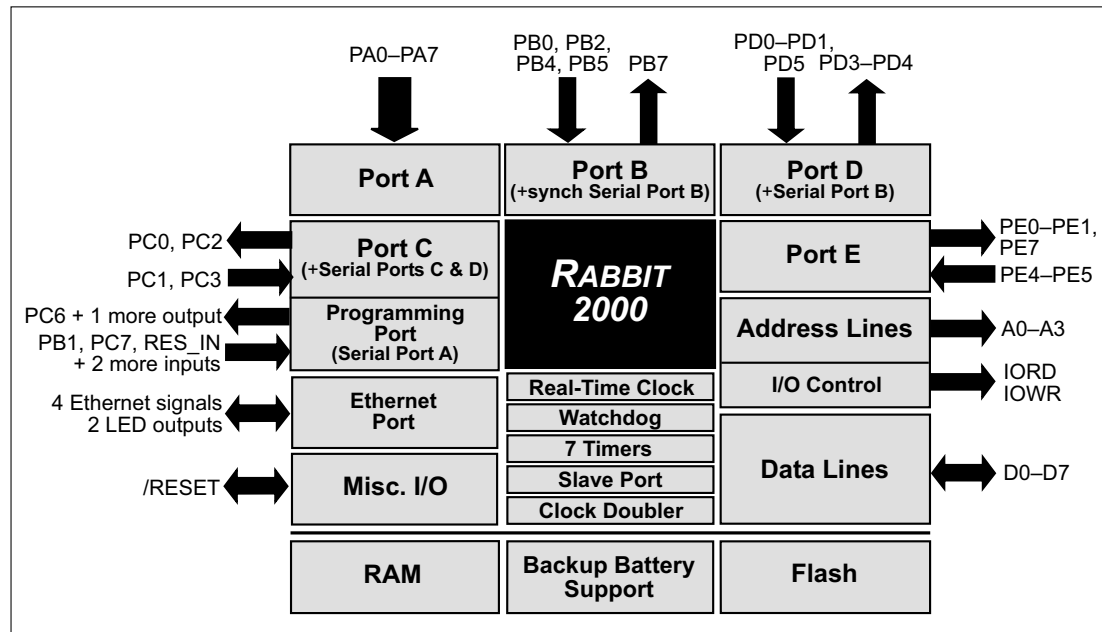 PA0–PA7
PB0, PB2,
PB4, PB5
PB7
PD0–PD1,
PD5
PD3–PD4
Port A
Port B
(+synch Serial Port B)
Port D
(+Serial Port B)
PC0, PC2
PC1, PC3
Port C
(+Serial Ports C & D)
RABBIT
2000
Port E
PE0–PE1,
PE7
PE4–PE5
PC6 + 1 more output
PB1, PC7, RES_IN
+ 2 more inputs
Programming
Port
(Serial Port A)
Address Lines
A0–A3
I/O Control
IORD
IOWR
4 Ethernet signals
2 LED outputs
Ethernet
Port
Real-Time Clock
Watchdog
7 Timers
Slave Port
Clock Doubler
Data Lines
D0–D7
/RESET
Misc. I/O
RAM
Backup Battery
Support
Flash